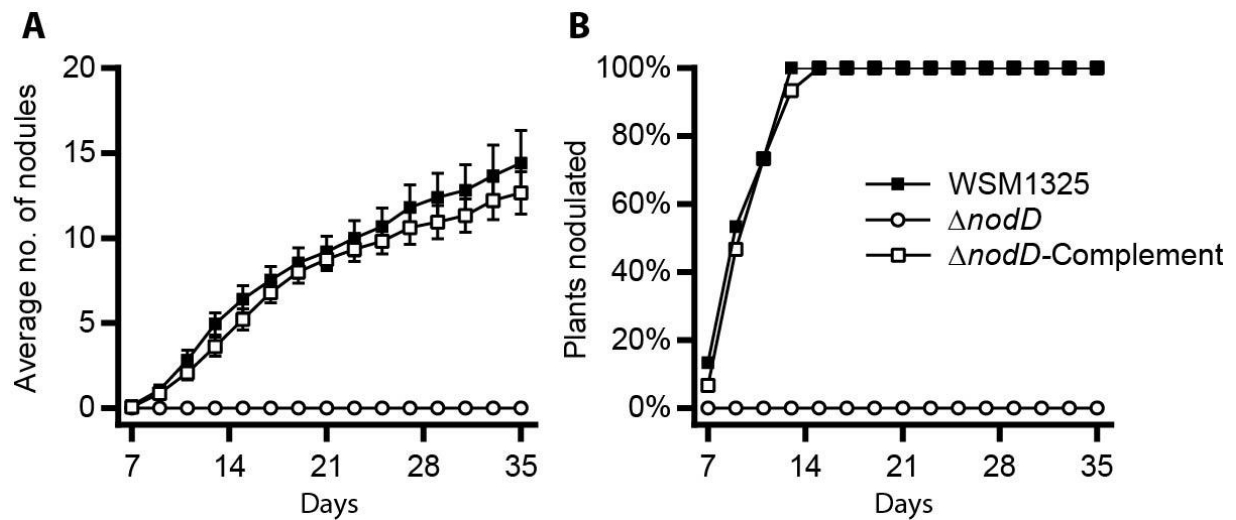 A
Average no. of nodules
20
15
10
5
0
7 14 21 28 35
Days
B
Plants nodulated
100%
80%
60%
40%
20%
0%
7 14 21 28 35
Days
WSM1325
ΔnodD
ΔnodD-Complement